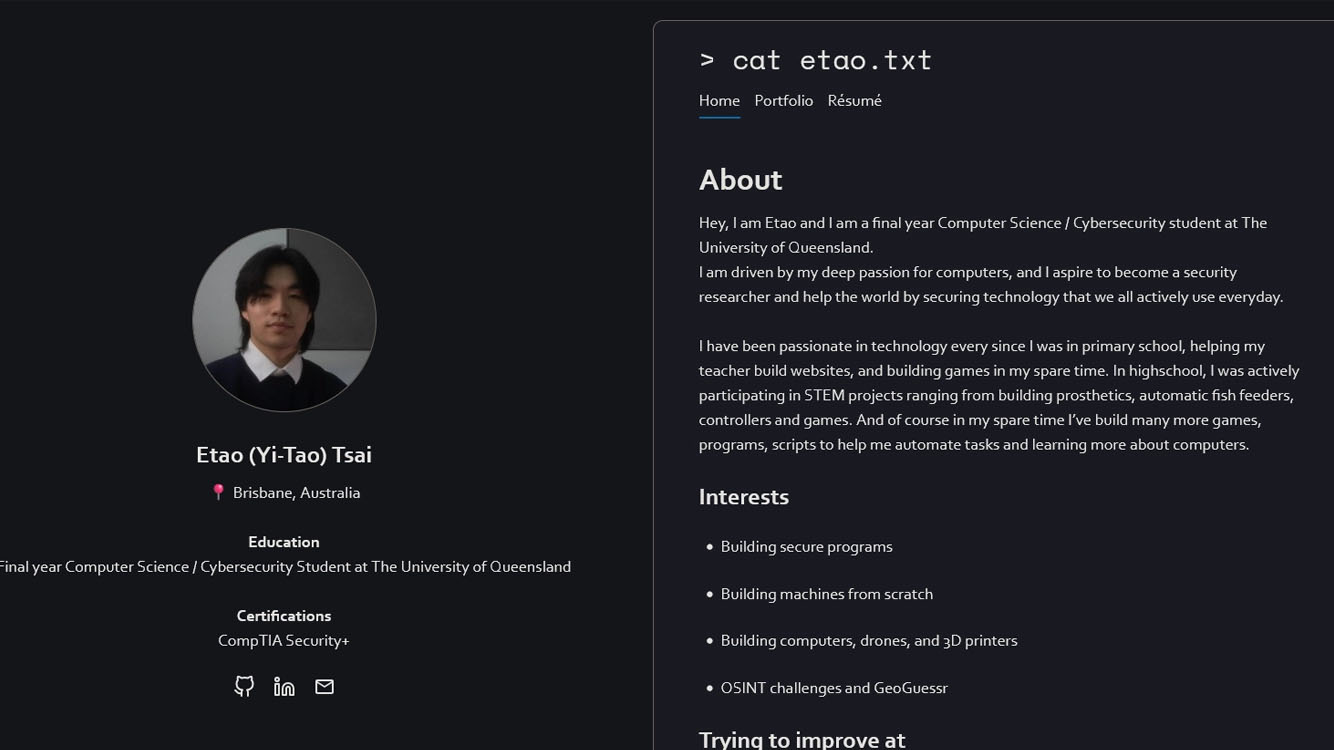 Etao (Yi-Tao) Tsai
📍 Brisbane, Australia
Education
Final year Computer Science / Cybersecurity Student at The University of Queensland
Certifications
CompTIA Security+
> cat etao.txt
Home Portfolio Résumé
About
Hey, I am Etao and I am a final year Computer Science / Cybersecurity student at The
University of Queensland.
I am driven by my deep passion for computers, and I aspire to become a security
researcher and help the world by securing technology that we all actively use everyday.
I have been passionate in technology every since I was in primary school, helping my
teacher build websites, and building games in my spare time. In highschool, I was actively
participating in STEM projects ranging from building prosthetics, automatic fish feeders,
controllers and games. And of course in my spare time I’ve build many more games,
programs, scripts to help me automate tasks and learning more about computers.
Interests
• Building secure programs
• Building machines from scratch
• Building computers, drones, and 3D printers
• OSINT challenges and GeoGuessr
Trying to improve at